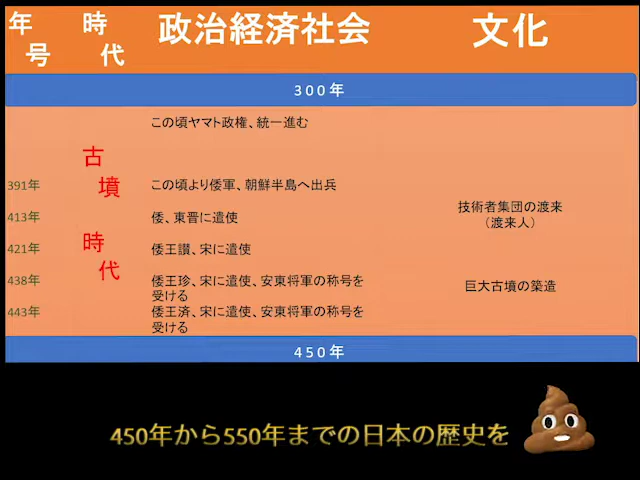 年号
時代
政治経済社会
文化
300年
この頃ヤマト政権、統一進む
古墳時代
391年
この頃より倭軍、朝鮮半島へ出兵
413年
倭、東晋に遣使
421年
倭王讃、宋に遣使
438年
倭王珍、宋に遣使、安東将軍の称号を
受ける
443年
倭王済、宋に遣使、安東将軍の称号を
受ける
技術者集団の渡来
（渡来人）
巨大古墳の築造
450年
450年から550年までの日本の歴史を